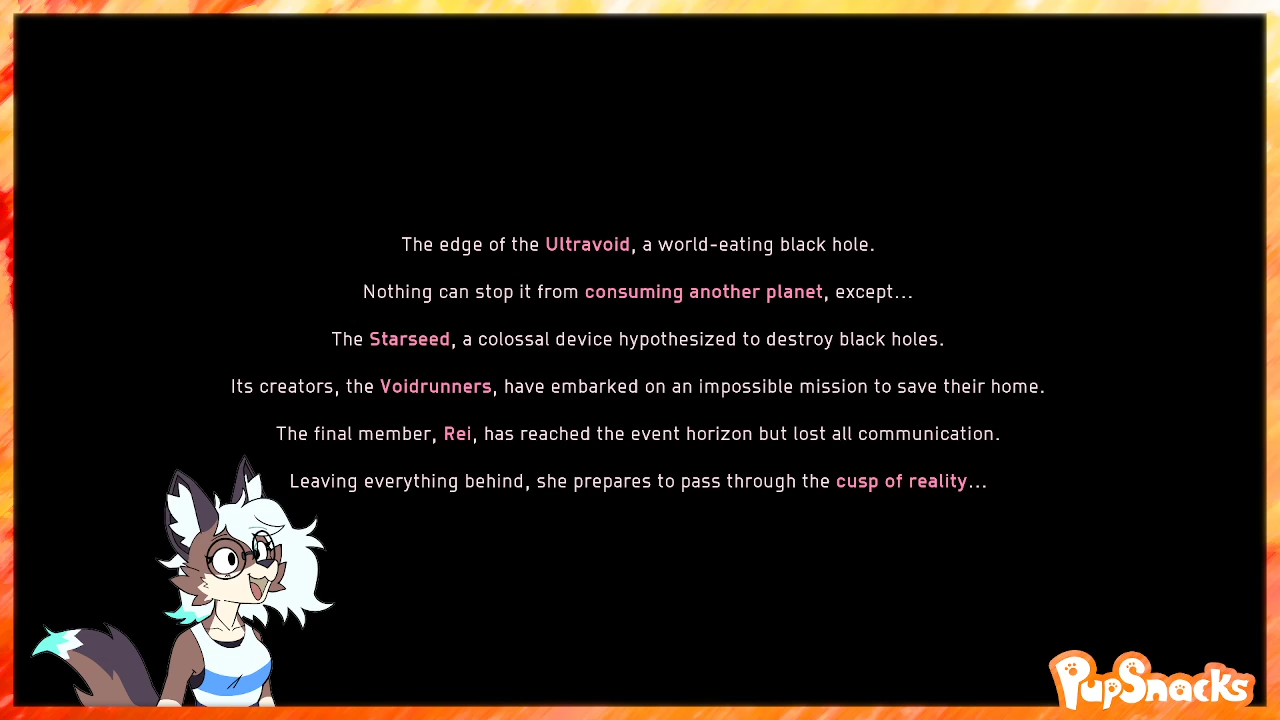 The edge of the Ultravoid, a world-eating black hole.
Nothing can stop it from consuming another planet, except...
The Starseed, a colossal device hypothesized to destroy black holes.
Its creators, the Voidrunners, have embarked on an impossible mission to save their home.
The final member, Rei, has reached the event horizon but lost all communication.
Leaving everything behind, she prepares to pass through the cusp of reality...
PupSnacks